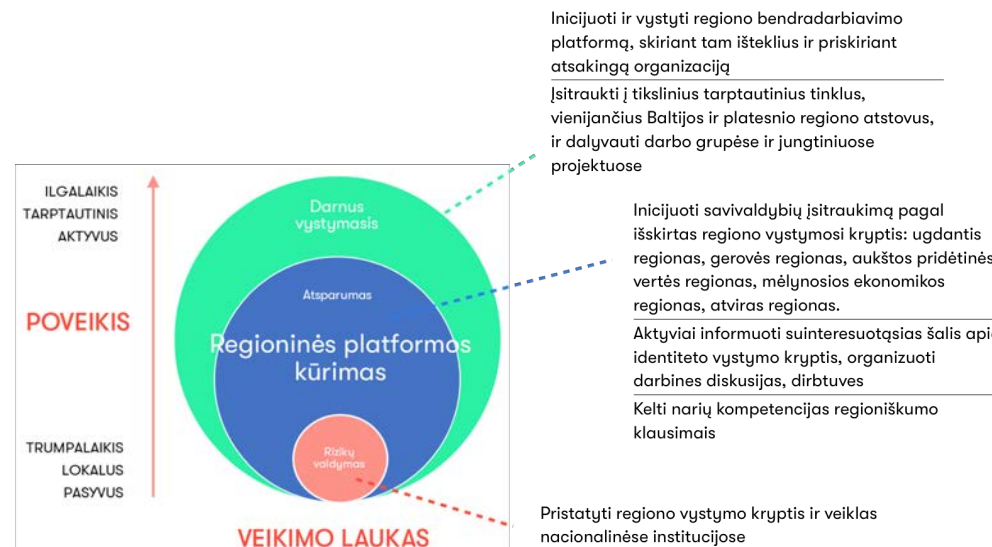 Inicijuoti ir vystyti regiono bendradarbiavimo
platformą, skiriant tam išteklius ir priskiriant
atsakingą organizaciją
Įsitraukti į tikslinius tarptautinius tinklus,
vienijančius Baltijos ir platesnio regiono atstovus,
ir dalyvauti darbo grupėse ir jungtiniuose
projektuose
ILGALAIKIS
TARPTAUTINIS
AKTYVUS
POVEIKIS
TRUMPALAIKIS
LOKALUS
PASYVUS
Darnus
vystymasis
Atsparumas
Regioninės platformos
kūrimas
Rizikų
valdymas
VEIKIMO LAUKAS
Inicijuoti savivaldybių įsitraukimą pagal
išskirtas regiono vystymosi kryptis: ugdantis
regionas, gerovės regionas, aukštos pridėtinės
vertės regionas, mėlynosios ekonomikos
regionas, atviras regionas.
Aktyviai informuoti suinteresuotąsias šalis
identiteto vystymo kryptis, organizuoti
darbines diskusijas, dirbtuves
Kelti narių kompetencijas regioniškumo
klausimais
Pristatyti regiono vystymo kryptis ir veiklas
nacionalinėse institucijose